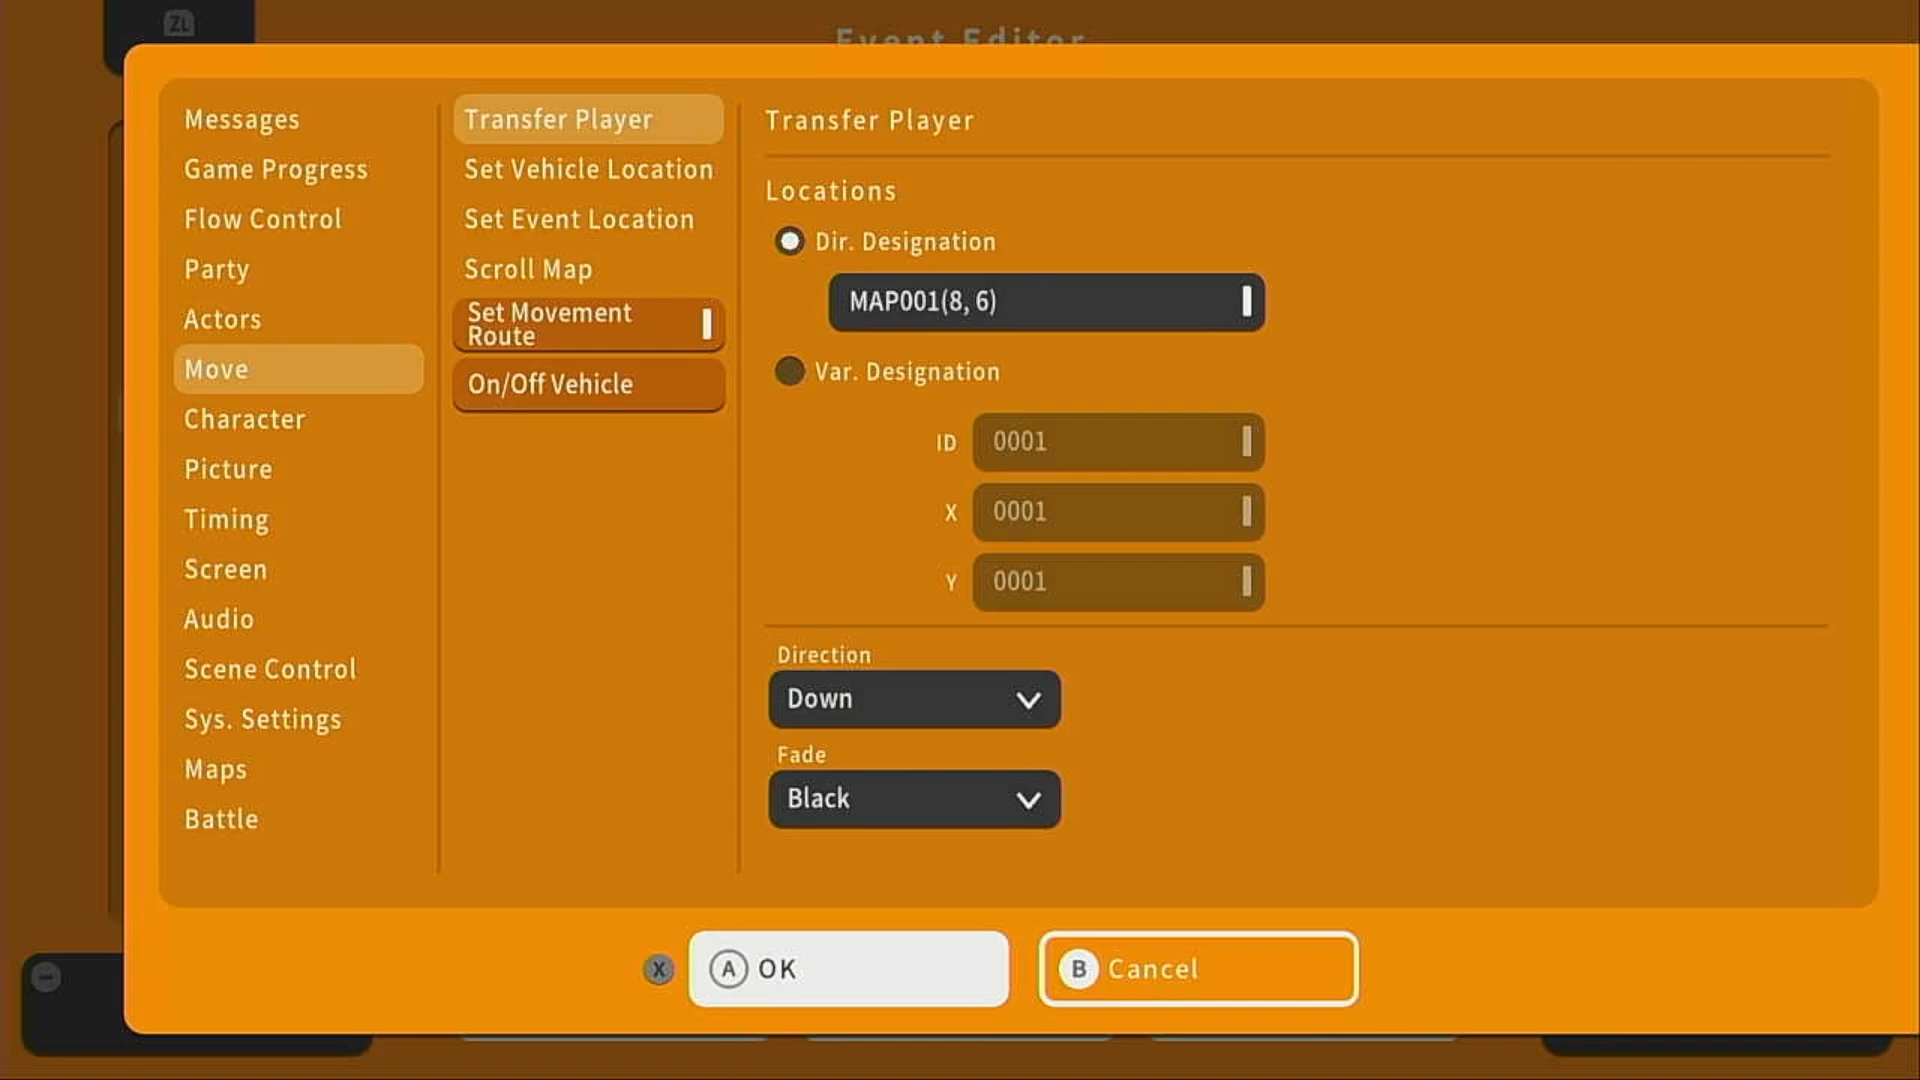 ZL
Event Editor
Messages
Game Progress
Flow Control
Party
Actors
Move
Character
Picture
Timing
Screen
Audio
Scene Control
Sys. Settings
Maps
Battle
Transfer Player
Set Vehicle Location
Set Event Location
Scroll Map
Set Movement
Route
On/Off Vehicle
Transfer Player
Locations
Dir. Designation
MAP001(8, 6)
Var. Designation
ID 0001
X 0001
Y 0001
Direction
Down
Fade
Black
X A OK B Cancel